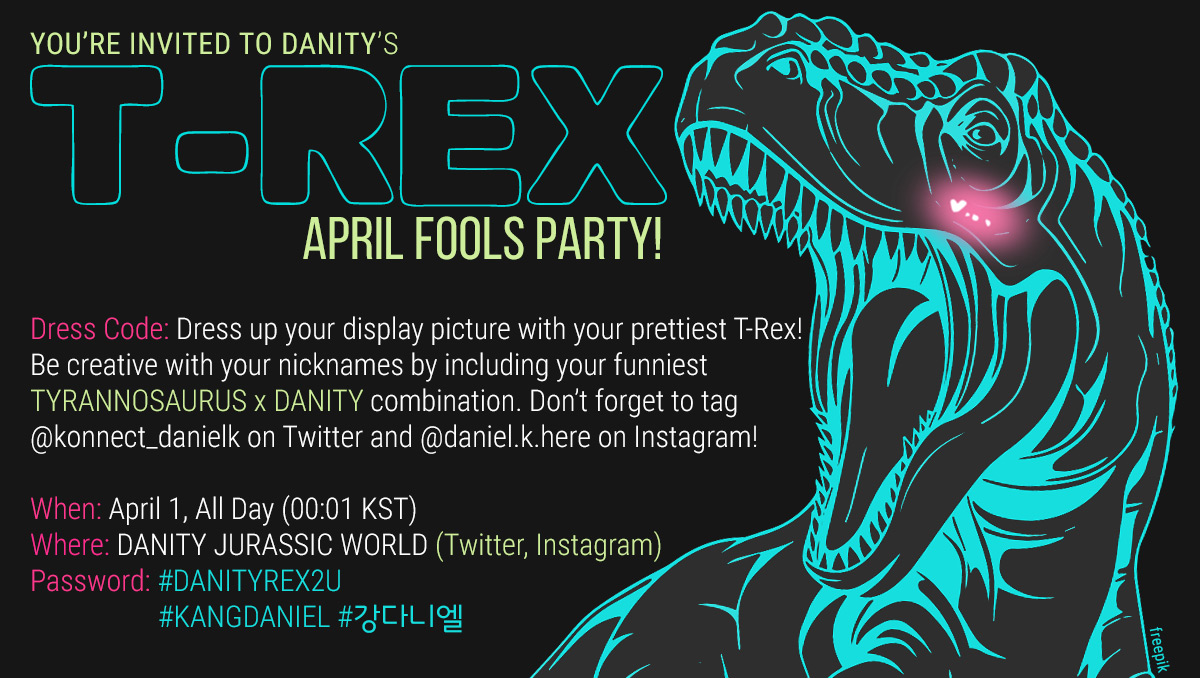 YOU'RE INVITED TO DANITY'S
T-REX
APRIL FOOLS PARTY!
Dress Code: Dress up your display picture with your prettiest T-Rex!
Be creative with your nicknames by including your funniest
TYRANNOSAURUS x DANITY combination. Don't forget to tag
@konnect_danielk on Twitter and @daniel.k.here on Instagram!
When: April 1, All Day (00:01 KST)
Where: DANITY JURASSIC WORLD (Twitter, Instagram)
Password: #DANITYREX2U
#KANGDANIEL #강다니엘
freepik